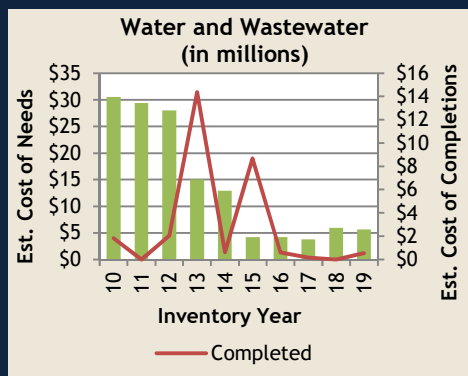 Water and Wastewater
(in millions)
Est. Cost of Needs
$35
$30
$25
$20
$15
$10
$5
$0
$16
$14
$12
$10
$8
$6
$4
$2
$0
Est. Cost of Completions
10 11 12 13 14 15 16 17 18 19
Inventory Year
Completed